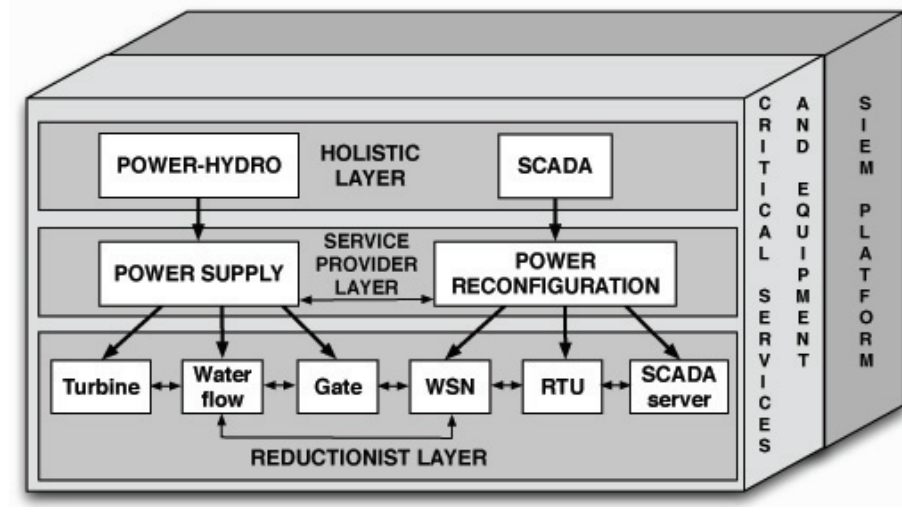 POWER-HYDRO
HOLISTIC
LAYER
SCADA
POWER SUPPLY
SERVICE
PROVIDER
LAYER
POWER
RECONFIGURATION
Turbine
Water
flow
Gate
WSN
RTU
SCADA
server
REDUCTIONIST LAYER
CRITICAL SERVICES
AND EQUIPMENT
SIEM PLATFORM